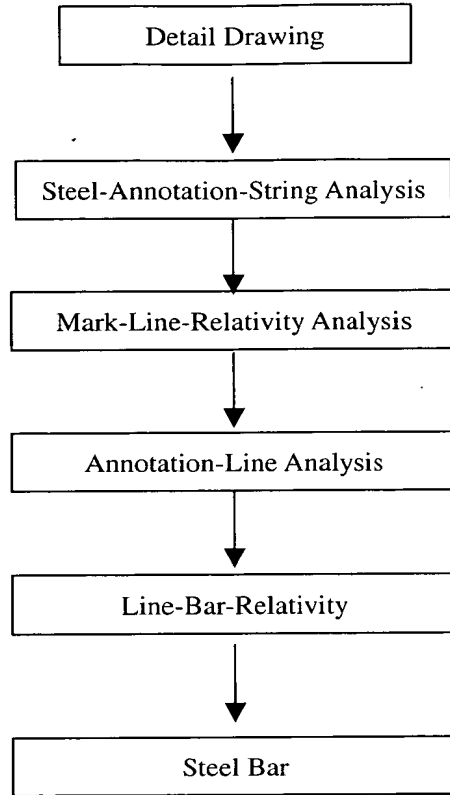 Detail Drawing
Steel-Annotation-String Analysis
Mark-Line-Relativity Analysis
Annotation-Line Analysis
Line-Bar-Relativity
Steel Bar